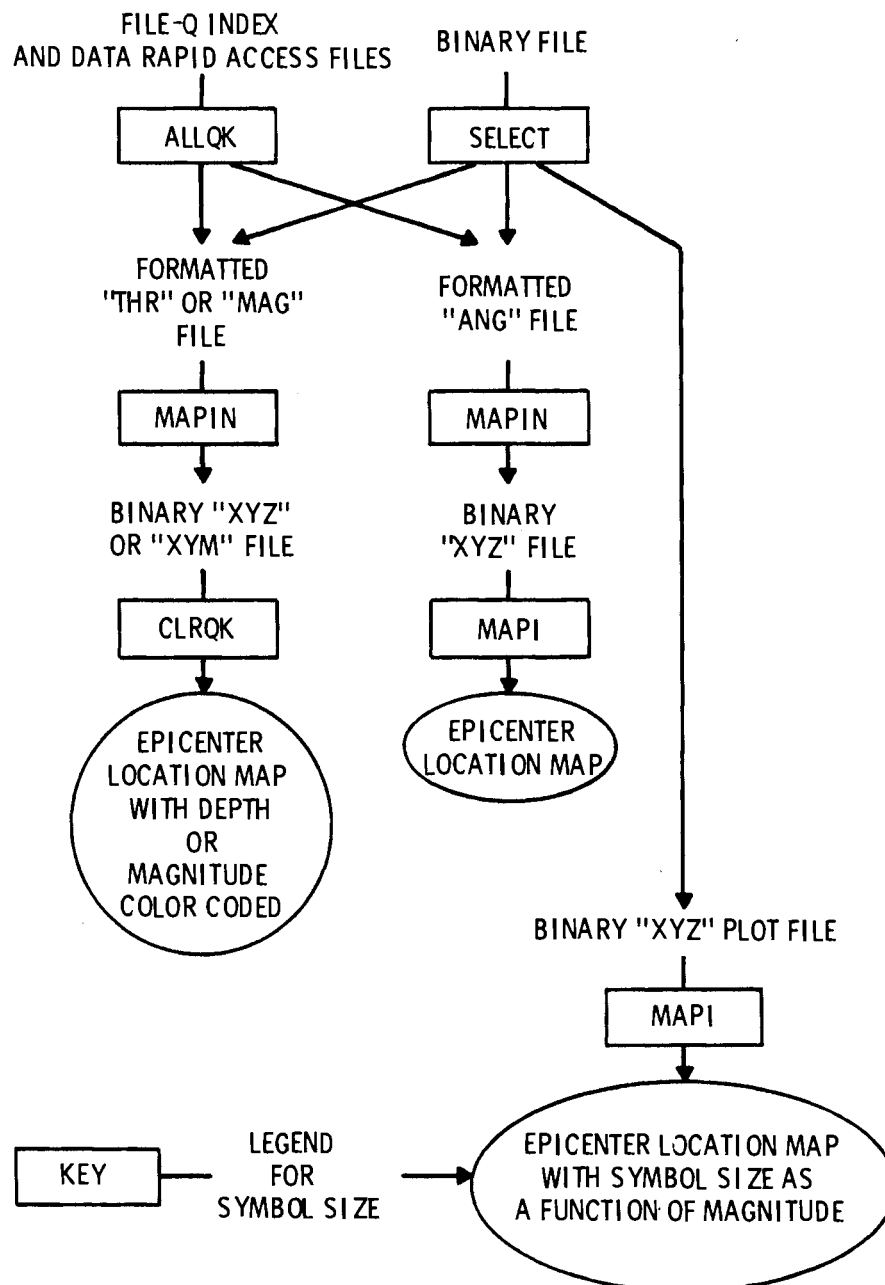 FILE-Q INDEX
AND DATA RAPID ACCESS FILES
BINARY FILE
ALLQK
SELECT
FORMATTED
"THR" OR "MAG"
FILE
FORMATTED
"ANG" FILE
MAPIN
MAPIN
BINARY "XYZ"
OR "XYM" FILE
BINARY
"XYZ" FILE
CLRQK
MAPI
EPICENTER
LOCATION MAP
WITH DEPTH
OR
MAGNITUDE
COLOR CODED
EPICENTER
LOCATION MAP
BINARY "XYZ" PLOT FILE
MAPI
KEY
LEGEND
FOR
SYMBOL SIZE
EPICENTER LOCATION MAP
WITH SYMBOL SIZE AS
A FUNCTION OF MAGNITUDE